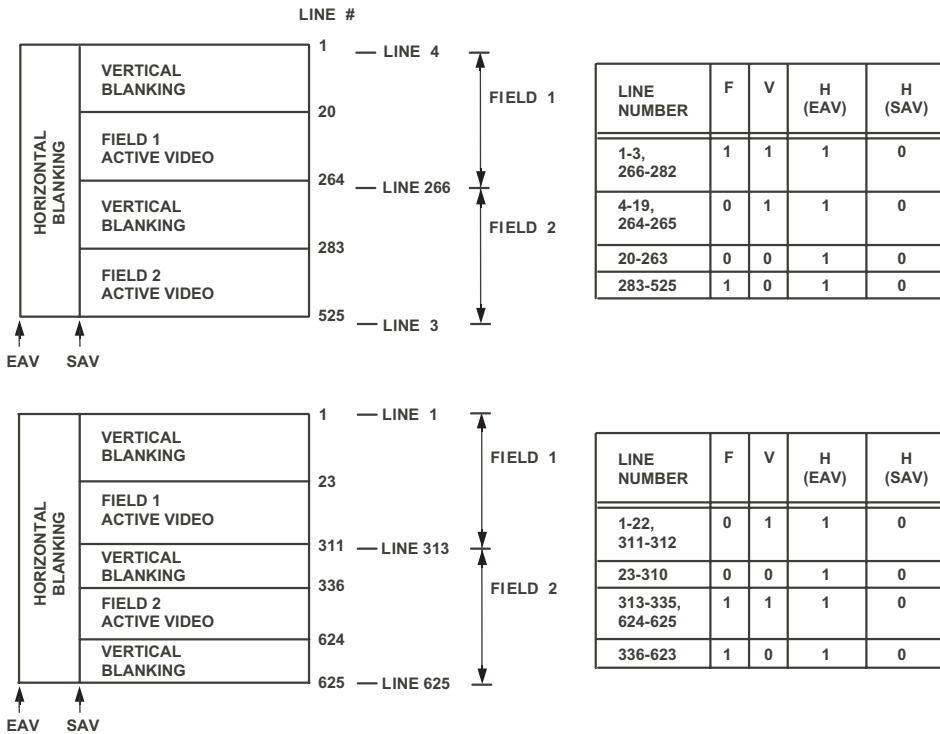 LINE #
1 LINE 4
VERTICAL
BLANKING
FIELD 1
20
FIELD 1
ACTIVE VIDEO
264 LINE 266
VERTICAL
BLANKING
FIELD 2
283
FIELD 2
ACTIVE VIDEO
525 LINE 3
HORIZONTAL
BLANKING
EAV SAV
LINE
NUMBER F V H
(EAV) H
(SAV)
1-3,
266-282 1 1 1 0
4-19,
264-265 0 1 1 0
20-263 0 0 1 0
283-525 1 0 1 0
1 LINE 1
VERTICAL
BLANKING
FIELD 1
23
FIELD 1
ACTIVE VIDEO
311 LINE 313
VERTICAL
BLANKING
336
FIELD 2
FIELD 2
ACTIVE VIDEO
624
VERTICAL
BLANKING
625 LINE 625
HORIZONTAL
BLANKING
EAV SAV
LINE
NUMBER F V H
(EAV) H
(SAV)
1-22,
311-312 0 1 1 0
23-310 0 0 1 0
313-335,
624-625 1 1 1 0
336-623 1 0 1 0